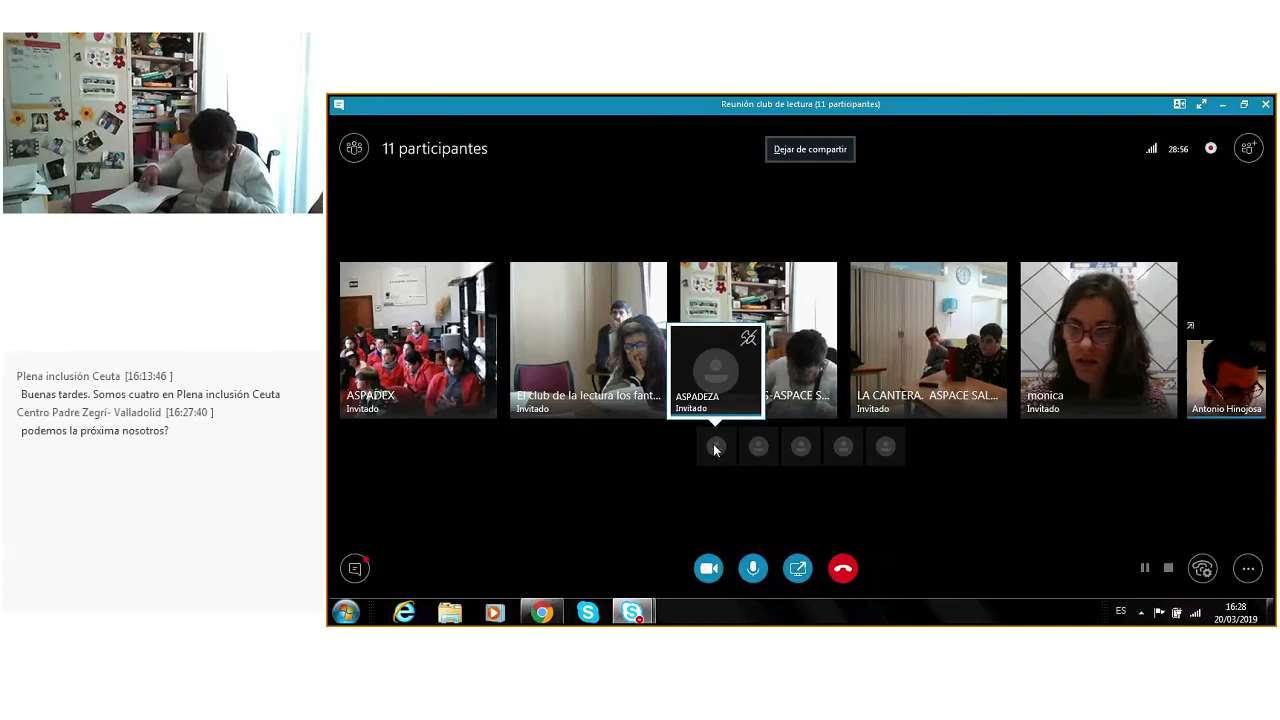 Reunión club de lectura (11 participantes)
11 participantes
Dejar de compartir
28:56
ASPADEX
Invitado
El club de la lectura los fant...
Invitado
ASPADEZA
Invitado
S-ASPACE S...
LA CANTERA. ASPACE SAL...
Invitado
monica
Invitado
Antonio Hinojosa
Plena inclusión Ceuta [16:13:46 ]
Buenas tardes. Somos cuatro en Plena inclusión Ceuta
Centro Padre Zegrí- Valladolid [16:27:40 ]
podemos la próxima nosotros?
ES
16:28
20/03/2019